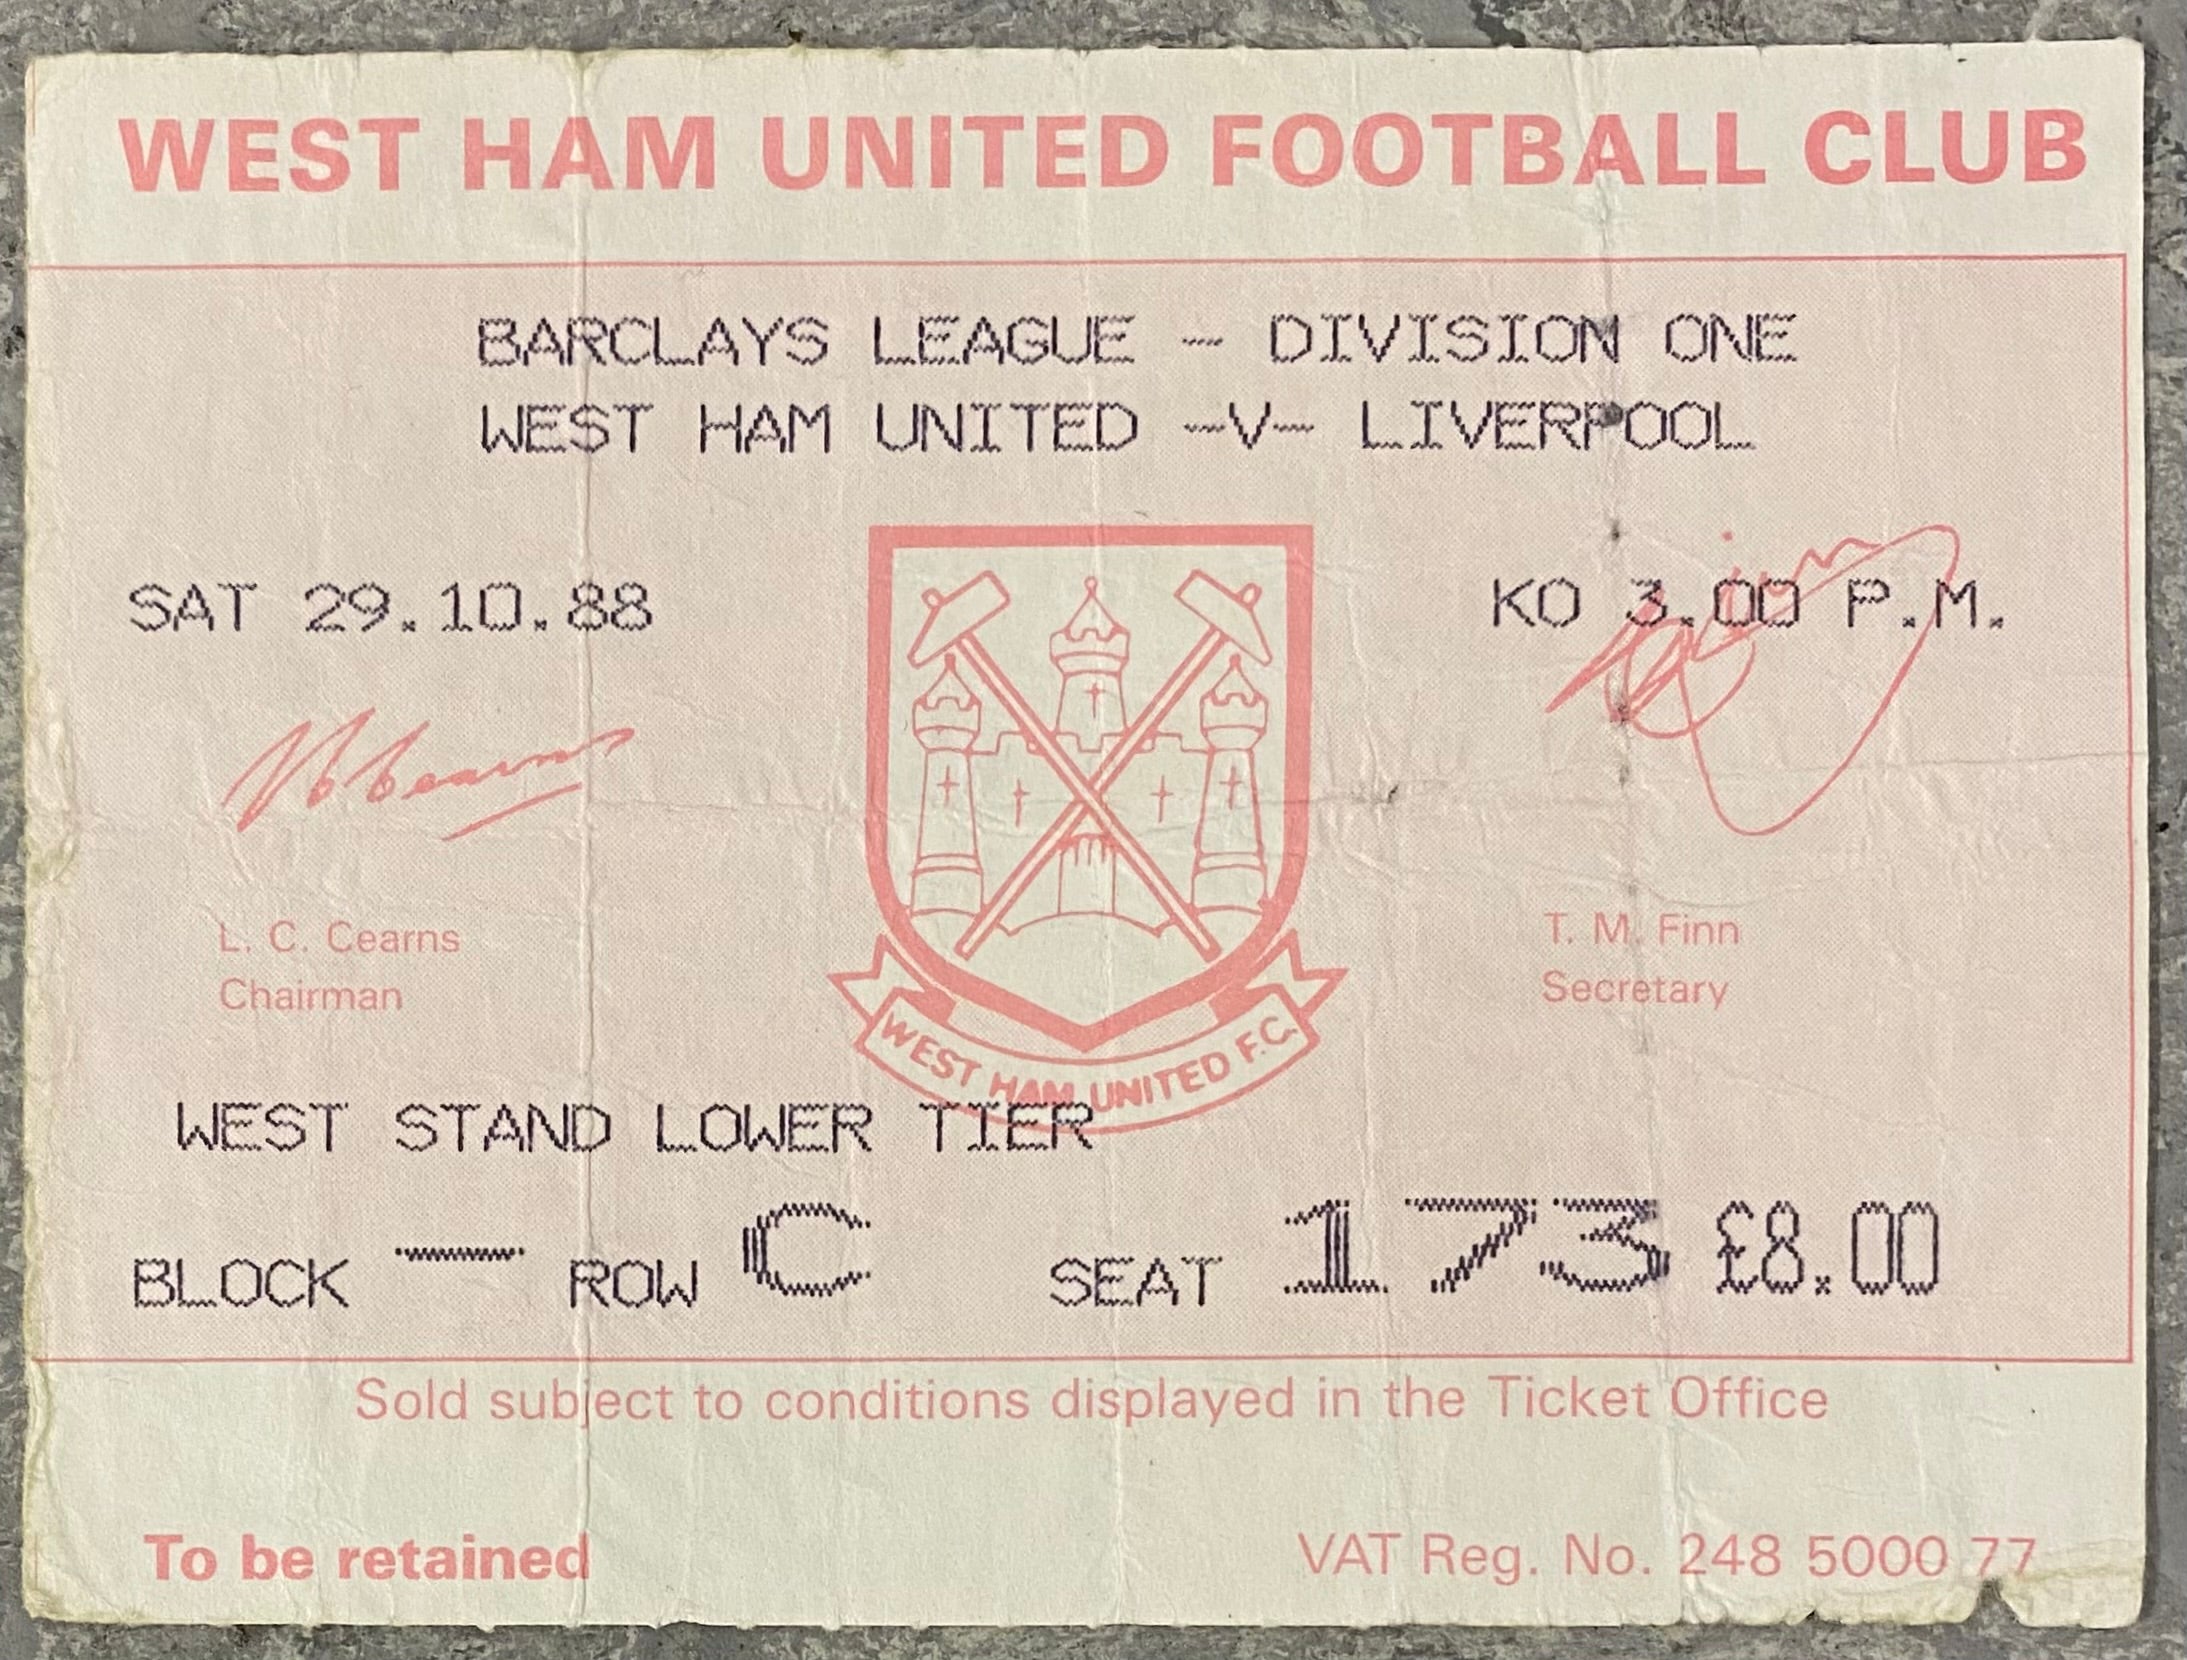 WEST HAM UNITED FOOTBALL CLUB
BARCLAYS LEAGUE - DIVISION ONE
WEST HAM UNITED -V- LIVERPOOL
SAT 29.10.88
KO 3.00 P.M.
L. C. Cearns
Chairman
T. M. Finn
Secretary
WEST HAM UNITED F.C.
WEST STAND LOWER TIER
BLOCK - ROW C SEAT 173 £8.00
Sold subject to conditions displayed in the Ticket Office
To be retained
VAT Reg. No. 248 5000 77